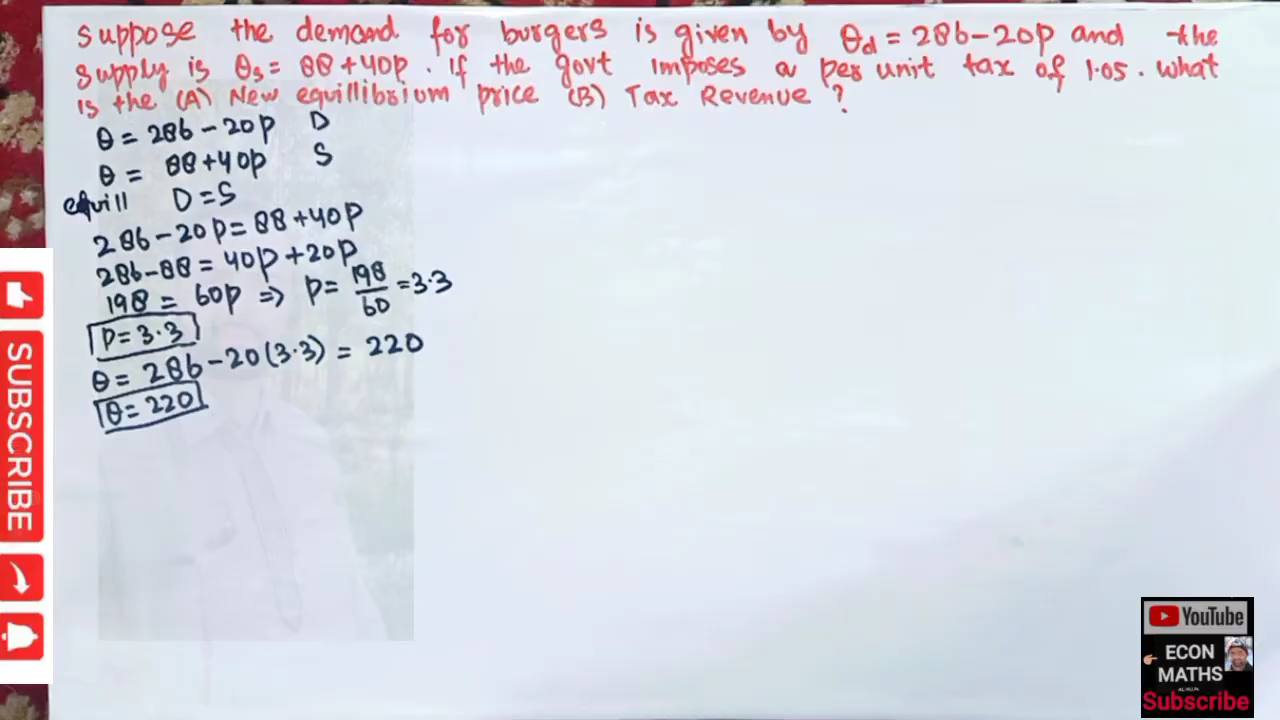 suppose the demand for burgers is given by θd = 286-20p and the
supply is θs = 88+40p. If the govt imposes a per unit tax of 1.05. What
is the (A) New equillibrium price (B) Tax Revenue?
θ = 286-20p D
θ = 88+40p S
equill D=S
286-20p=88+40p
286-88 = 40p+20p
198 = 60p ⇒ p= 198/60 =3.3
P=3.3
θ = 286-20(3.3) = 220
θ=220
SUBSCRIBE
YouTube
ECON
MATHS
Subscribe